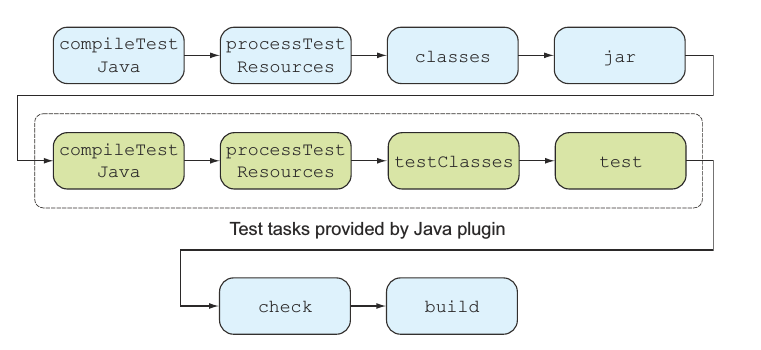 compileTest
Java
processTest
Resources
classes
jar
compileTest
Java
processTest
Resources
testClasses
test
Test tasks provided by Java plugin
check
build